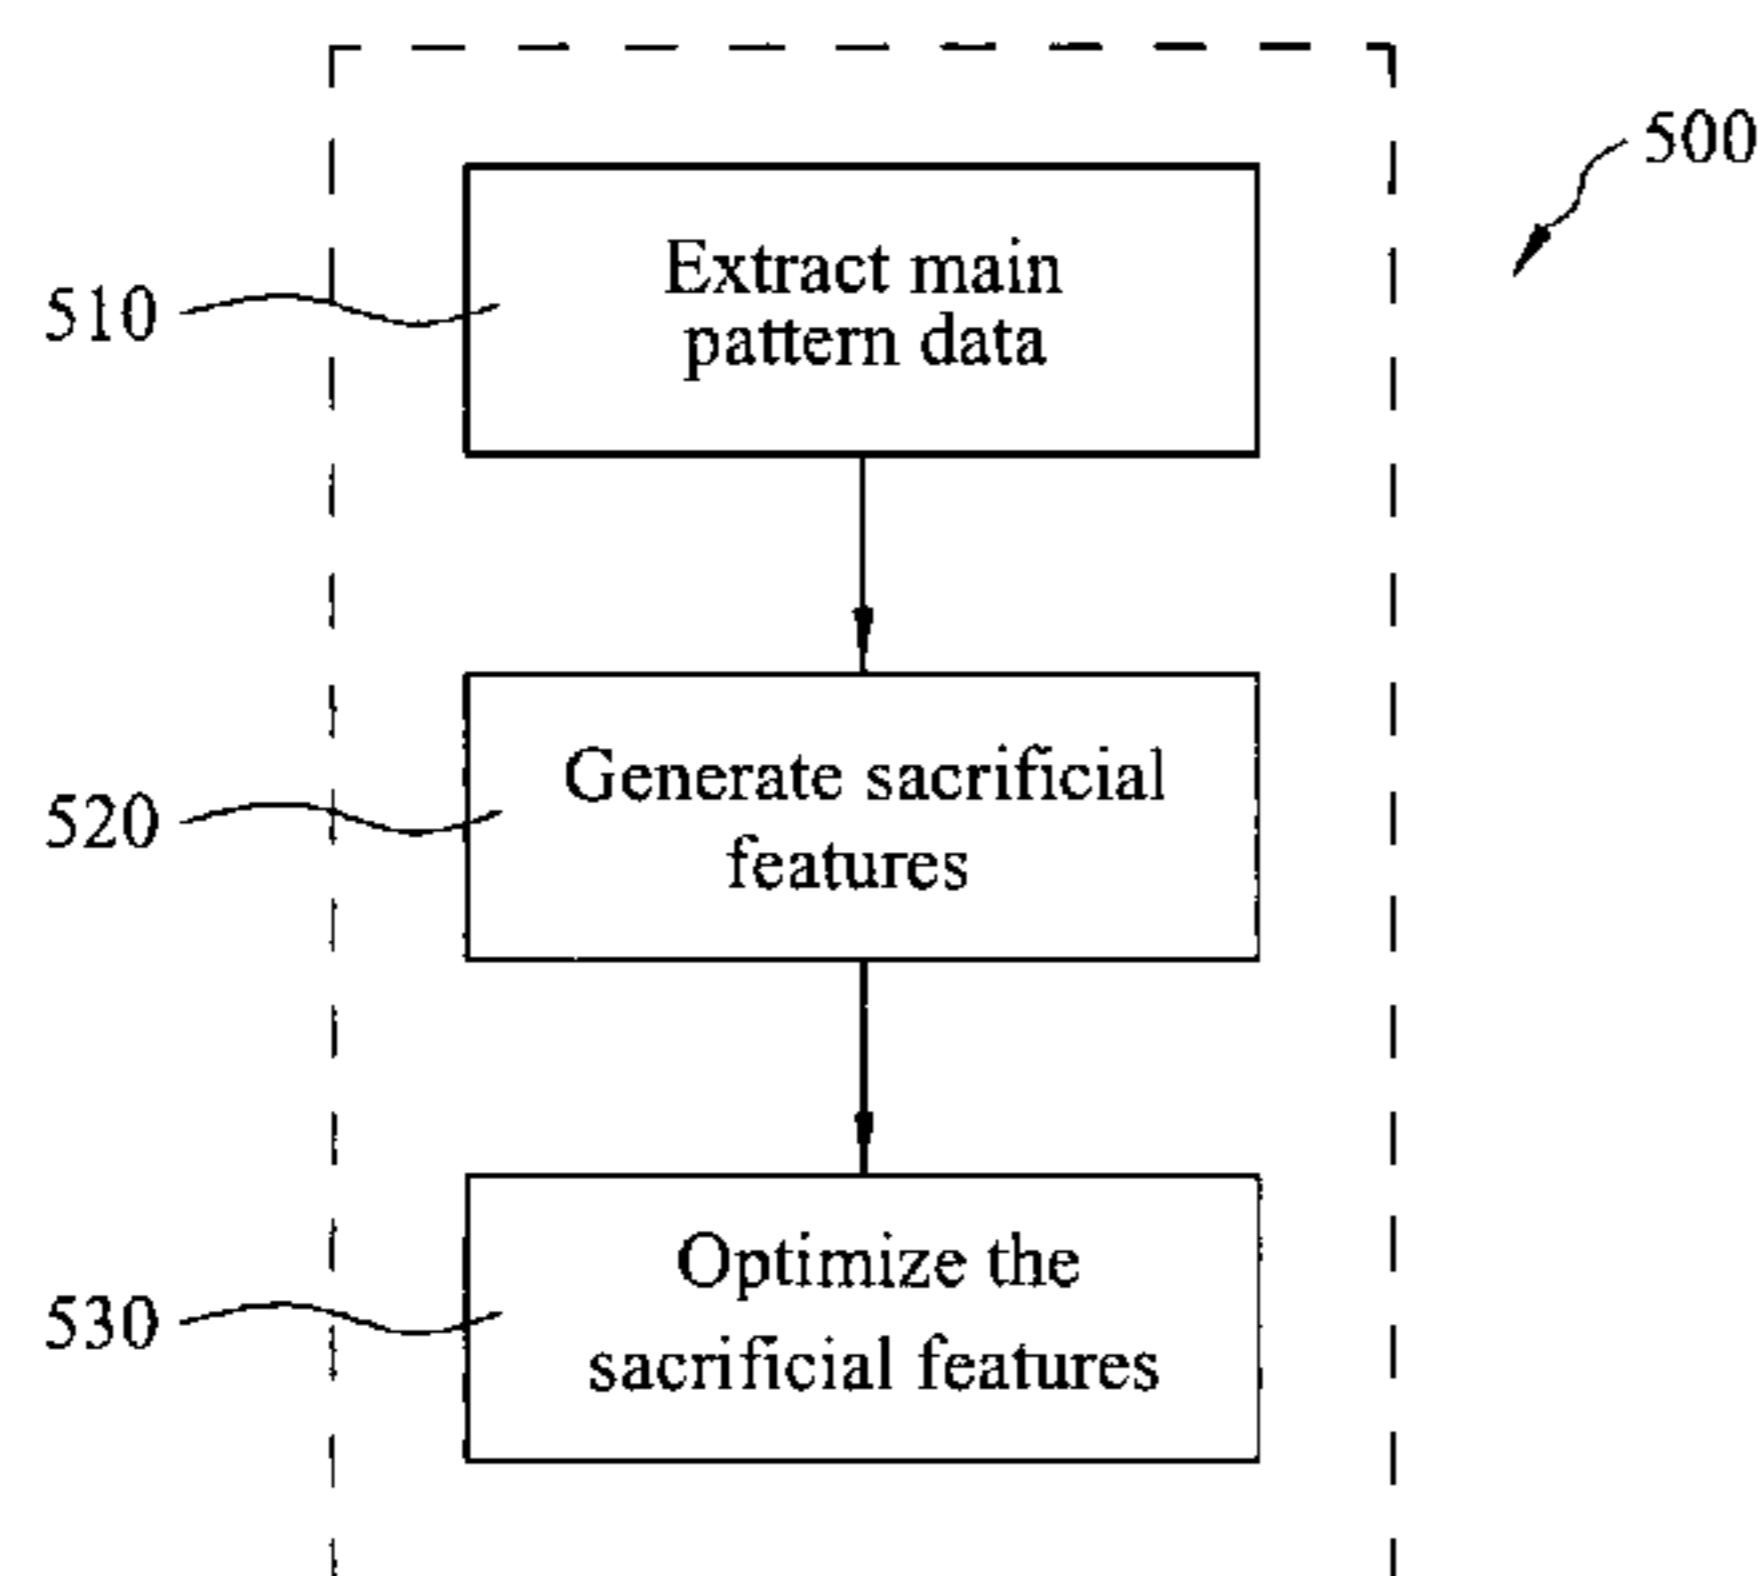 500
510
Extract main
pattern data
520
Generate sacrificial
features
530
Optimize the
sacrificial features